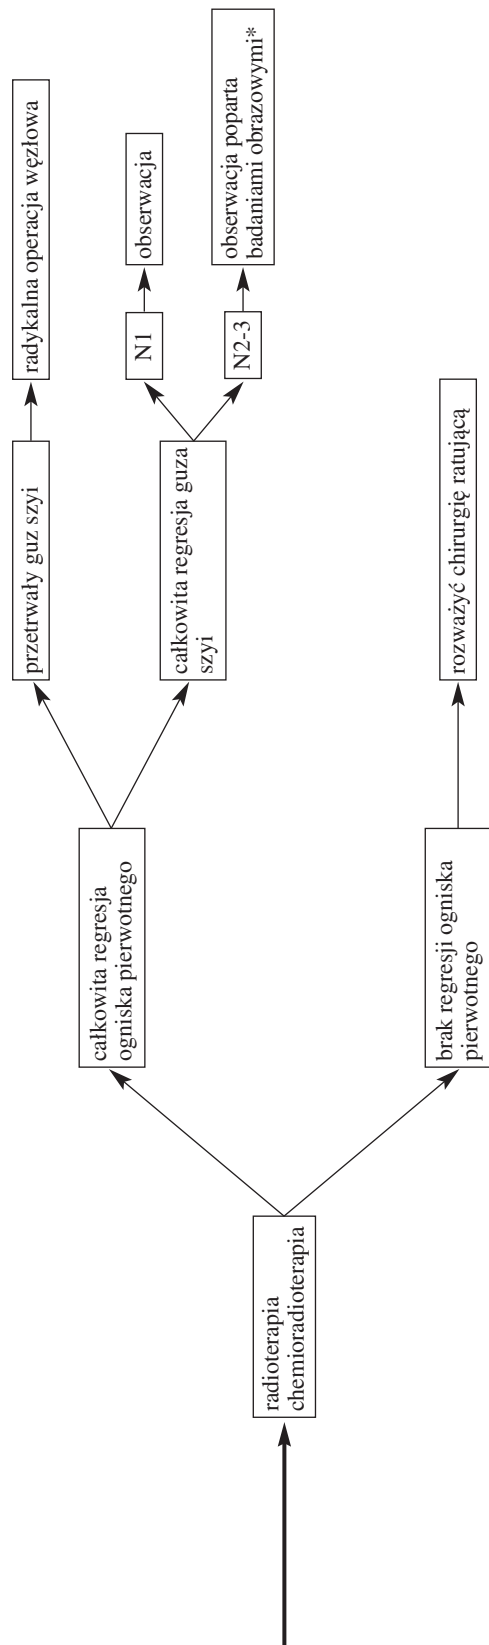 radioterapia
chemioradioterapia
całkowita regresja
ogniska pierwotnego
brak regresji ogniska
pierwotnego
przetrwały guz szyi
całkowita regresja guza
szyi
rozważyć chirurgię ratującą
radykalna operacja węzłowa
N1
obserwacja
N2-3
obserwacja poparta
badaniami obrazowymi*